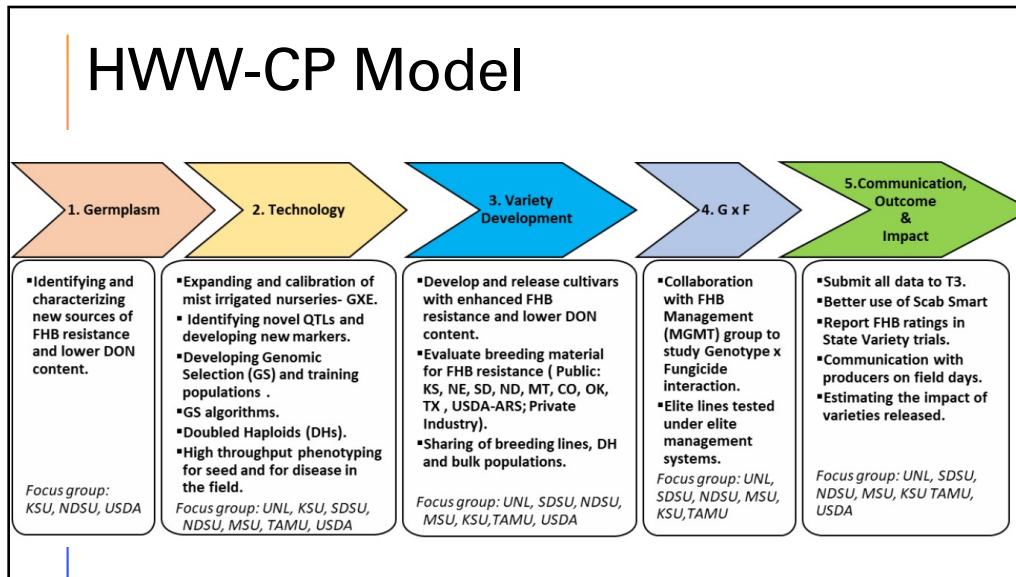 HWW-CP Model
1. Germplasm
▪Identifying and
characterizing
new sources of
FHB resistance
and lower DON
content.
Focus group:
KSU, NDSU, USDA
2. Technology
▪Expanding and calibration of
mist irrigated nurseries- GXE.
▪ Identifying novel QTLs and
developing new markers.
▪Developing Genomic
Selection (GS) and training
populations .
▪GS algorithms.
▪Doubled Haploids (DHs).
▪High throughput phenotyping
for seed and for disease in
the field.
Focus group: UNL, KSU, SDSU,
NDSU, MSU, TAMU, USDA
3. Variety
Development
▪Develop and release cultivars
with enhanced FHB
resistance and lower DON
content.
▪Evaluate breeding material
for FHB resistance ( Public:
KS, NE, SD, ND, MT, CO, OK,
TX , USDA-ARS; Private
Industry).
▪Sharing of breeding lines, DH
and bulk populations.
Focus group: UNL, SDSU, NDSU,
MSU, KSU,TAMU, USDA
4. G x F
▪Collaboration
with FHB
Management
(MGMT) group to
study Genotype x
Fungicide
interaction.
▪Elite lines tested
under elite
management
systems.
Focus group: UNL,
SDSU, NDSU, MSU,
KSU,TAMU
5.Communication,
Outcome
&
Impact
▪Submit all data to T3.
▪Better use of Scab Smart
▪Report FHB ratings in
State Variety trials.
▪Communication with
producers on field days.
▪Estimating the impact of
varieties released.
Focus group: UNL, SDSU,
NDSU, MSU, KSU TAMU,
USDA